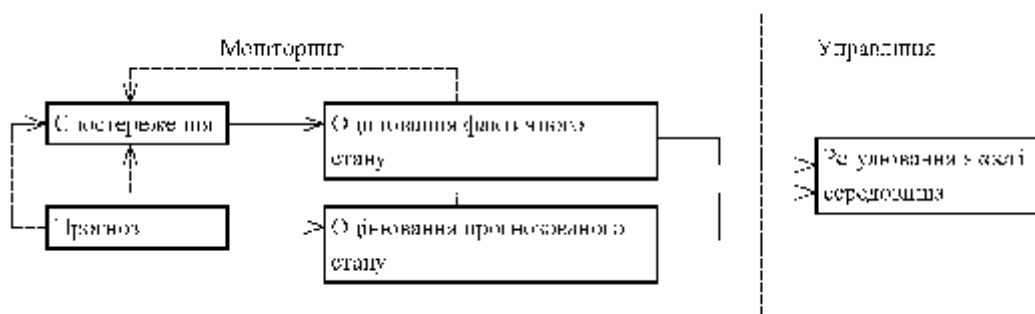 Моніторинг
Управління
Спостереження
Оцінювання фактичного
стану
Регулювання якості
середовища
Прогноз
Оцінювання прогнозованого
стану